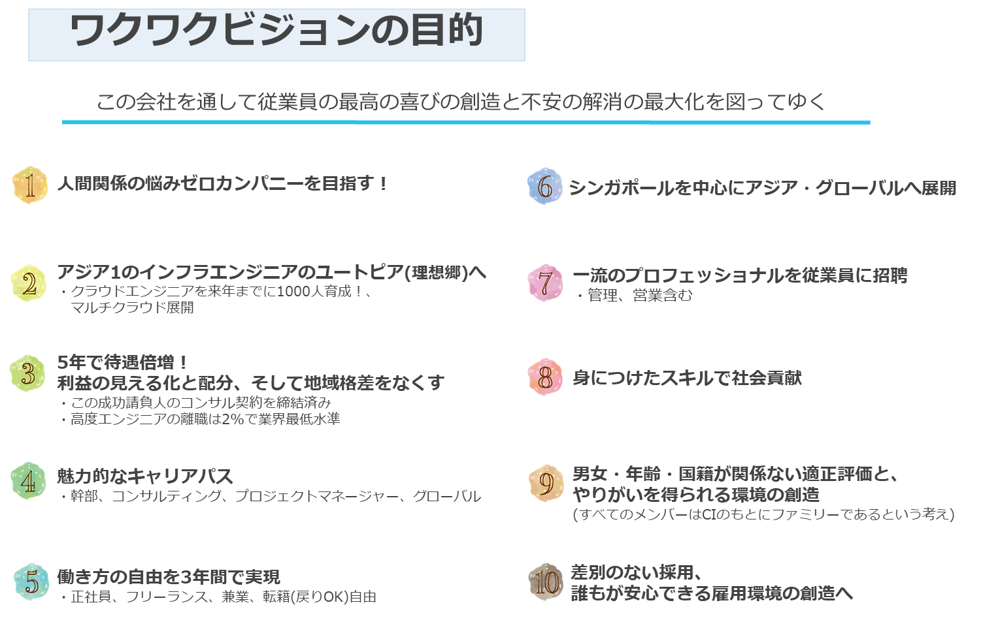 ワクワクビジョンの目的
この会社を通して従業員の最高の喜びの創造と不安の解消の最大化を図ってゆく
1 人間関係の悩みゼロカンパニーを目指す！
2 アジア1のインフラエンジニアのユートピア(理想郷)へ
・クラウドエンジニアを来年までに1000人育成！、
マルチクラウド展開
3 5年で待遇倍増！
利益の見える化と配分、そして地域格差をなくす
・この成功請負人のコンサル契約を締結済み
・高度エンジニアの離職は2%で業界最低水準
4 魅力的なキャリアパス
・幹部、コンサルティング、プロジェクトマネージャー、グローバル
5 働き方の自由を3年間で実現
・正社員、フリーランス、兼業、転籍(戻りOK)自由
6 シンガポールを中心にアジア・グローバルへ展開
7 一流のプロフェッショナルを従業員に招聘
・管理、営業含む
8 身につけたスキルで社会貢献
9 男女・年齢・国籍が関係ない適正評価と、
やりがいを得られる環境の創造
(すべてのメンバーはCIのもとにファミリーであるという考え)
10 差別のない採用、
誰もが安心できる雇用環境の創造へ